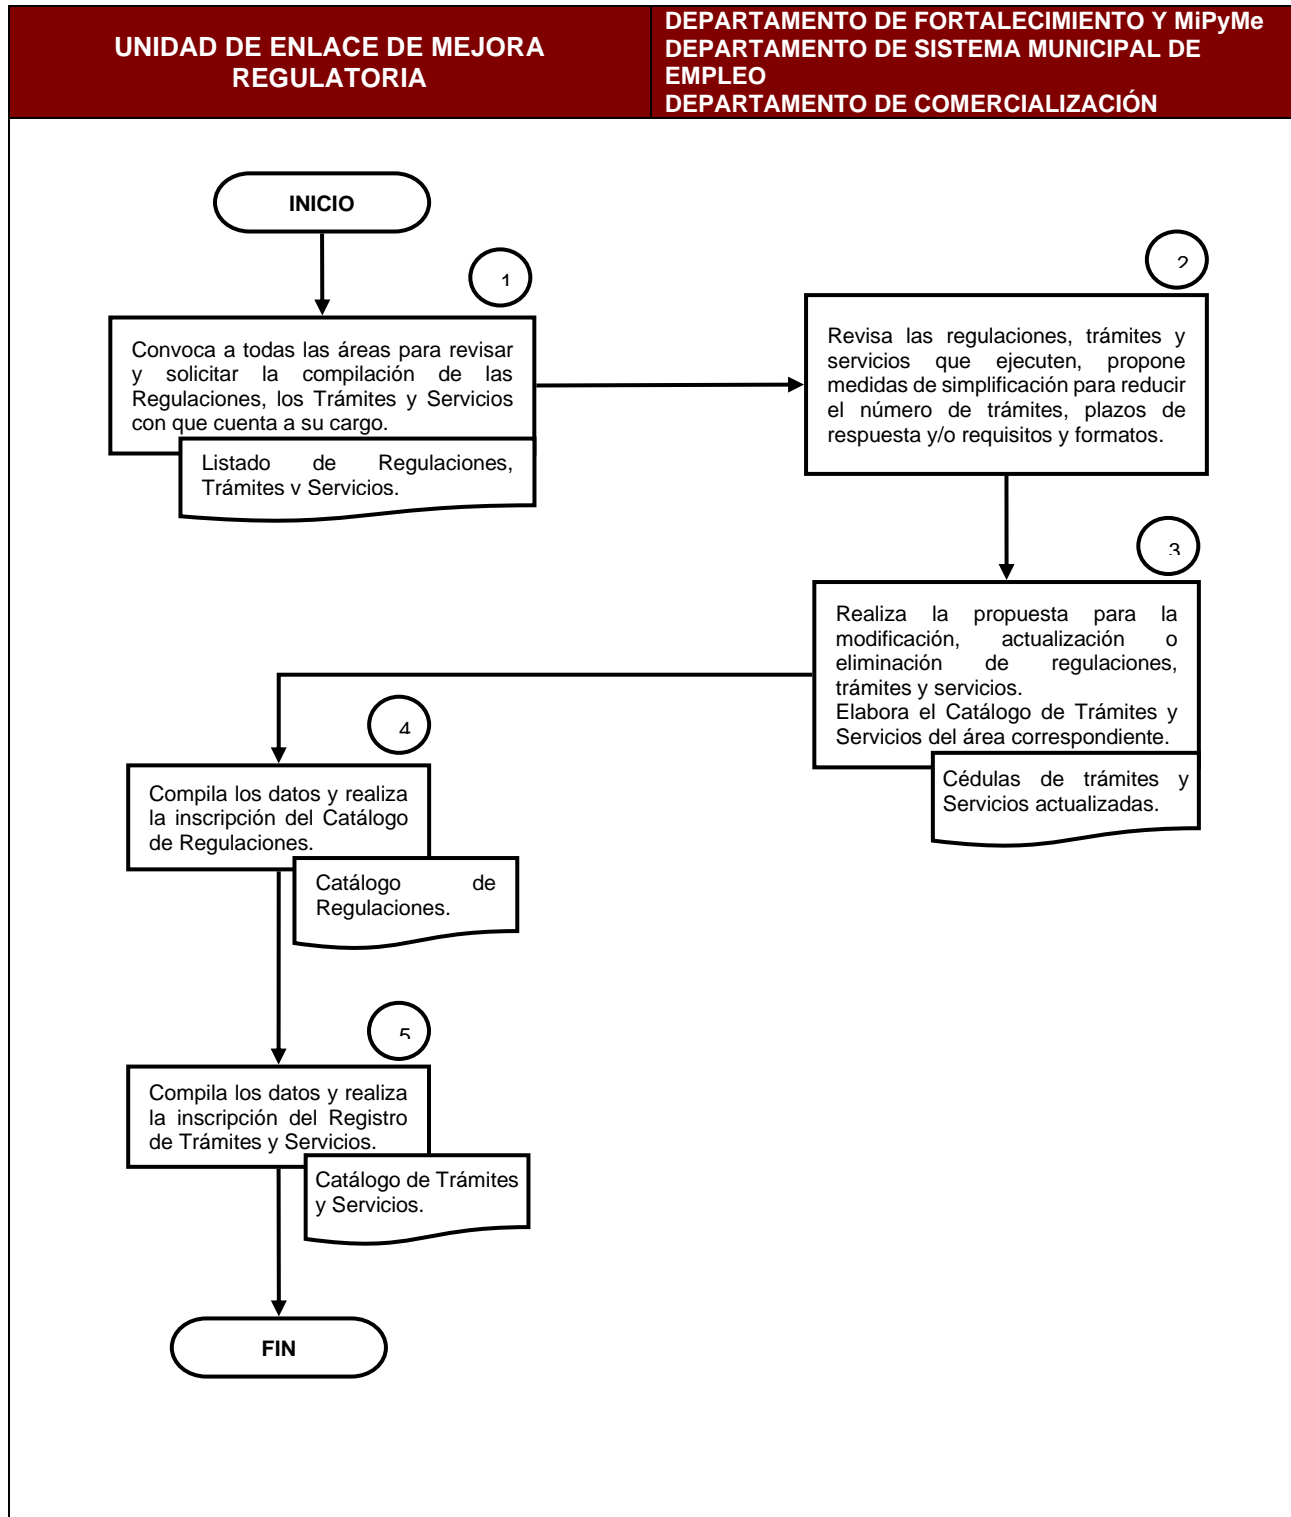 UNIDAD DE ENLACE DE MEJORA
REGULATORIA
DEPARTAMENTO DE FORTALECIMIENTO Y MiPyMe
DEPARTAMENTO DE SISTEMA MUNICIPAL DE
EMPLEO
DEPARTAMENTO DE COMERCIALIZACIÓN
INICIO
1
Convoca a todas las áreas para revisar
y solicitar la compilación de las
Regulaciones, los Trámites y Servicios
con que cuenta a su cargo.
Listado de Regulaciones,
Trámites y Servicios.
2
Revisa las regulaciones, trámites y
servicios que ejecuten, propone
medidas de simplificación para reducir
el número de trámites, plazos de
respuesta y/o requisitos y formatos.
3
Realiza la propuesta para la
modificación, actualización o
eliminación de regulaciones,
trámites y servicios.
Elabora el Catálogo de Trámites y
Servicios del área correspondiente.
Cédulas de trámites y
Servicios actualizadas.
4
Compila los datos y realiza
la inscripción del Catálogo
de Regulaciones.
Catálogo de
Regulaciones.
5
Compila los datos y realiza
la inscripción del Registro
de Trámites y Servicios.
Catálogo de Trámites
y Servicios.
FIN